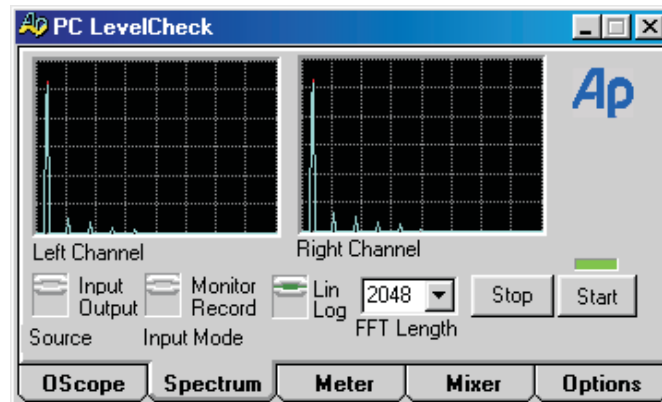 Ap PC LevelCheck
Ap
Left Channel
Right Channel
Input
Output
Monitor
Record
Lin
Log
2048
Stop
Start
FFT Length
Source
Input Mode
OScope
Spectrum
Meter
Mixer
Options